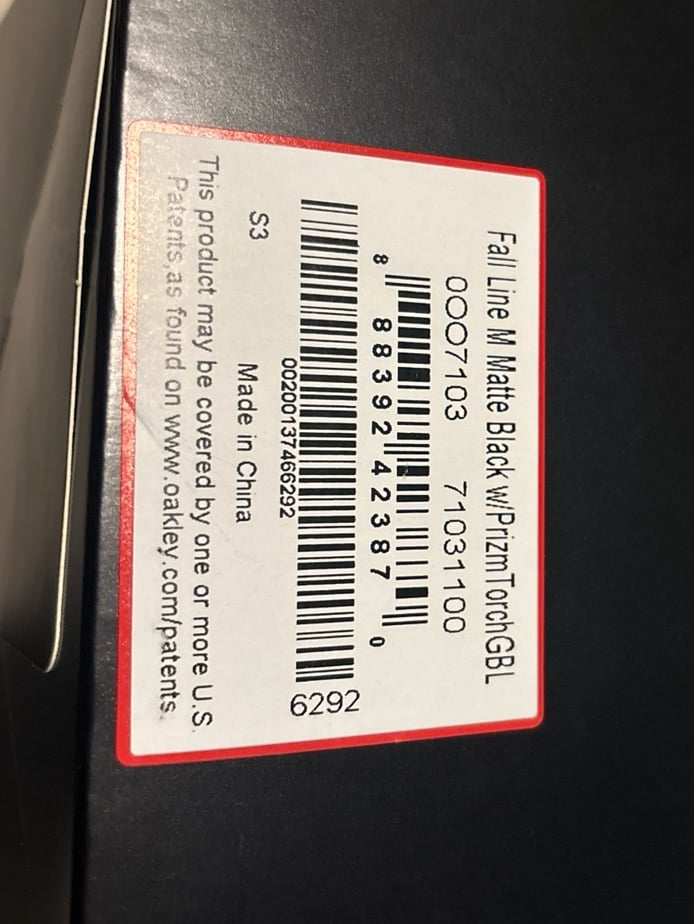 Fall Line M Matte Black w/PrizmTorchGBL
0OO7103 71031100
8 88392 42387 0
6292
00200137466292
S3 Made in China
This product may be covered by one or more U.S.
Patents,as found on www.oakley.com/patents.